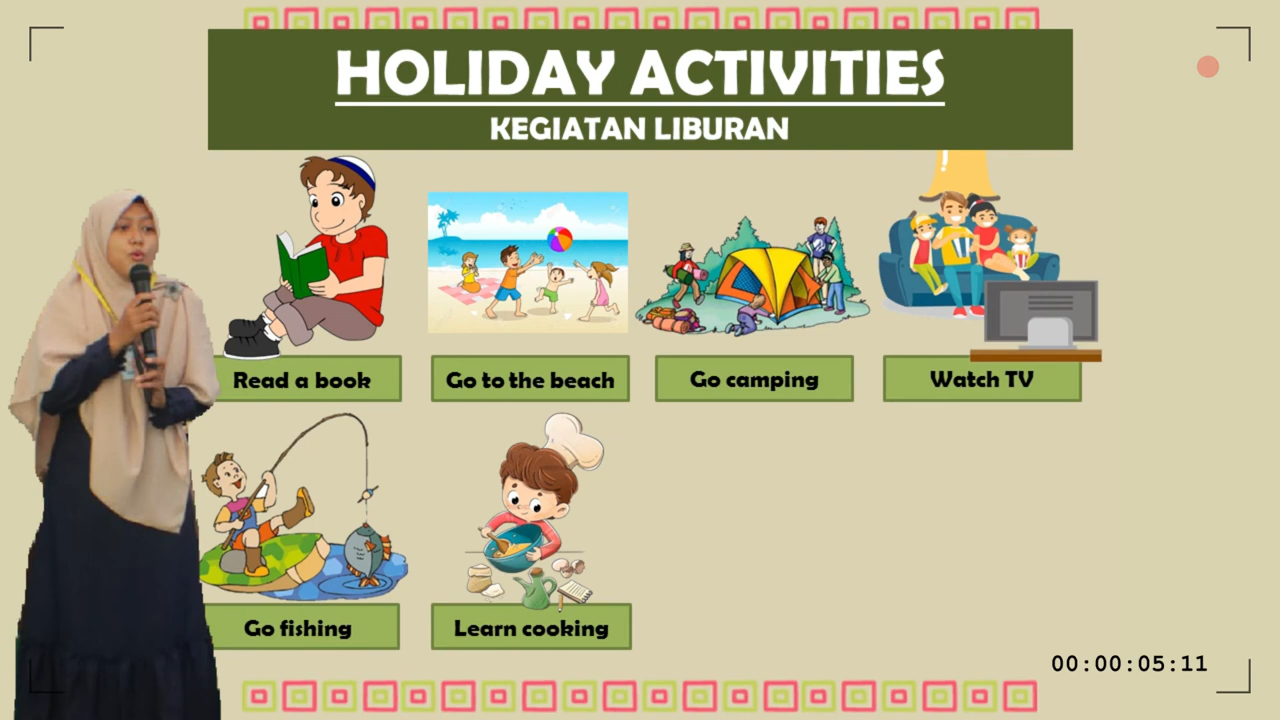 HOLIDAY ACTIVITIES
KEGIATAN LIBURAN
Read a book
Go to the beach
Go camping
Watch TV
Go fishing
Learn cooking
00:00:05:11